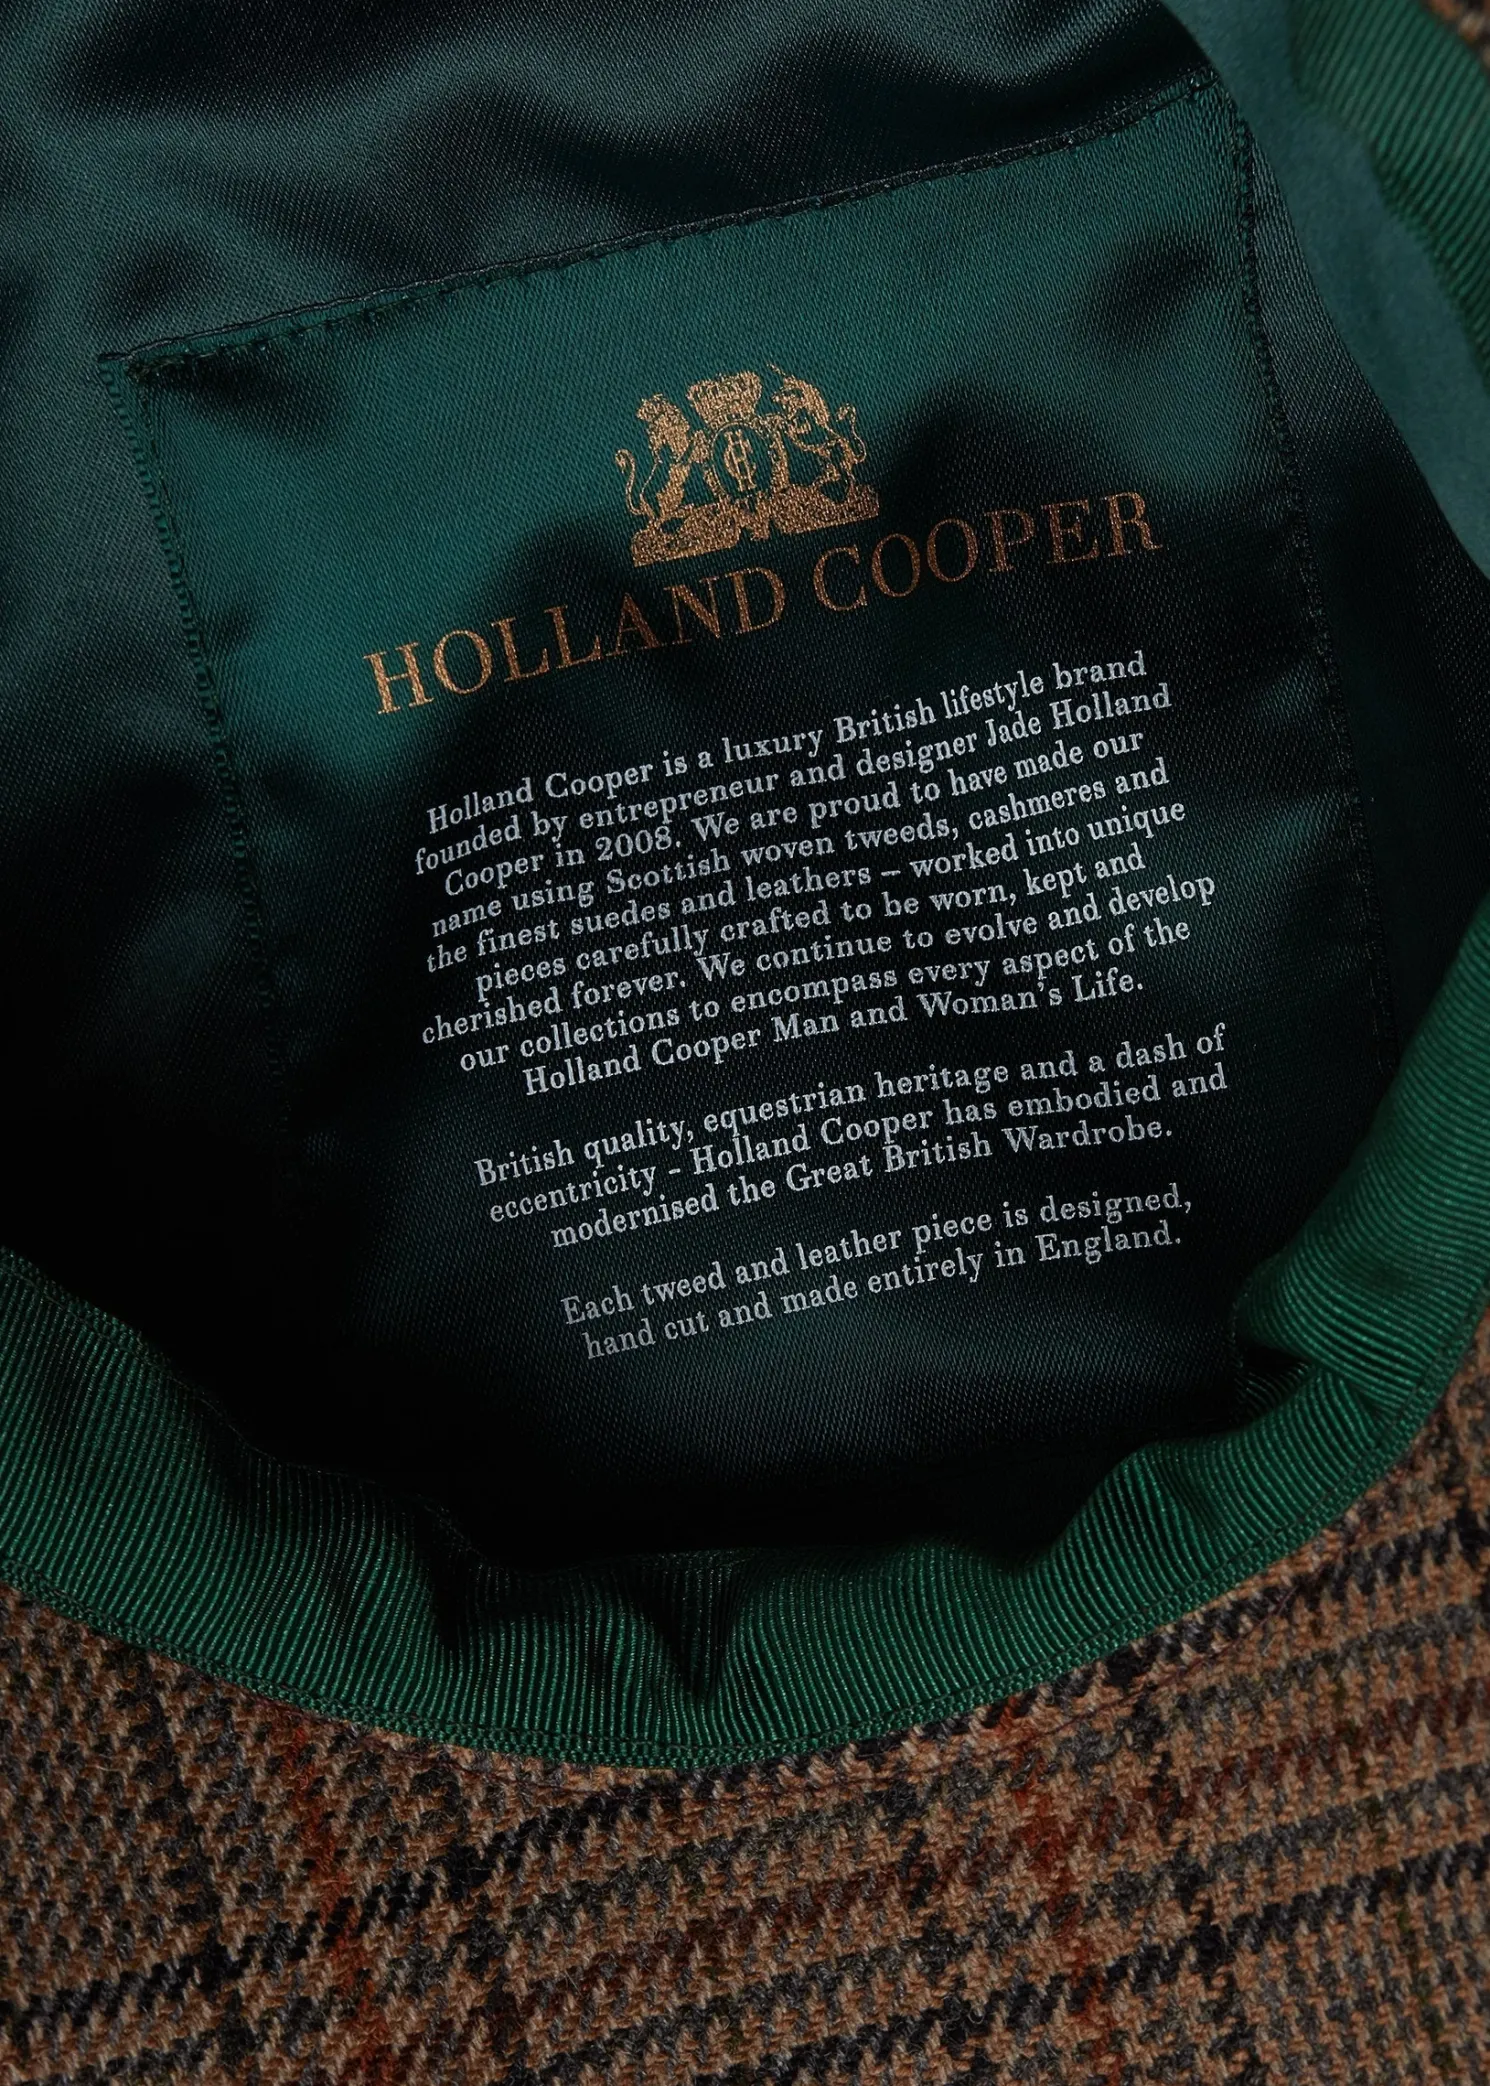 HC
HOLLAND COOPER
Holland Cooper is a luxury British lifestyle brand
founded by entrepreneur and designer Jade Holland
Cooper in 2008. We are proud to have made our
name using Scottish woven tweeds, cashmeres and
the finest suedes and leathers – worked into unique
pieces carefully crafted to be worn, kept and
cherished forever. We continue to evolve and develop
our collections to encompass every aspect of the
Holland Cooper Man and Woman's Life.
British quality, equestrian heritage and a dash of
eccentricity - Holland Cooper has embodied and
modernised the Great British Wardrobe.
Each tweed and leather piece is designed,
hand cut and made entirely in England.